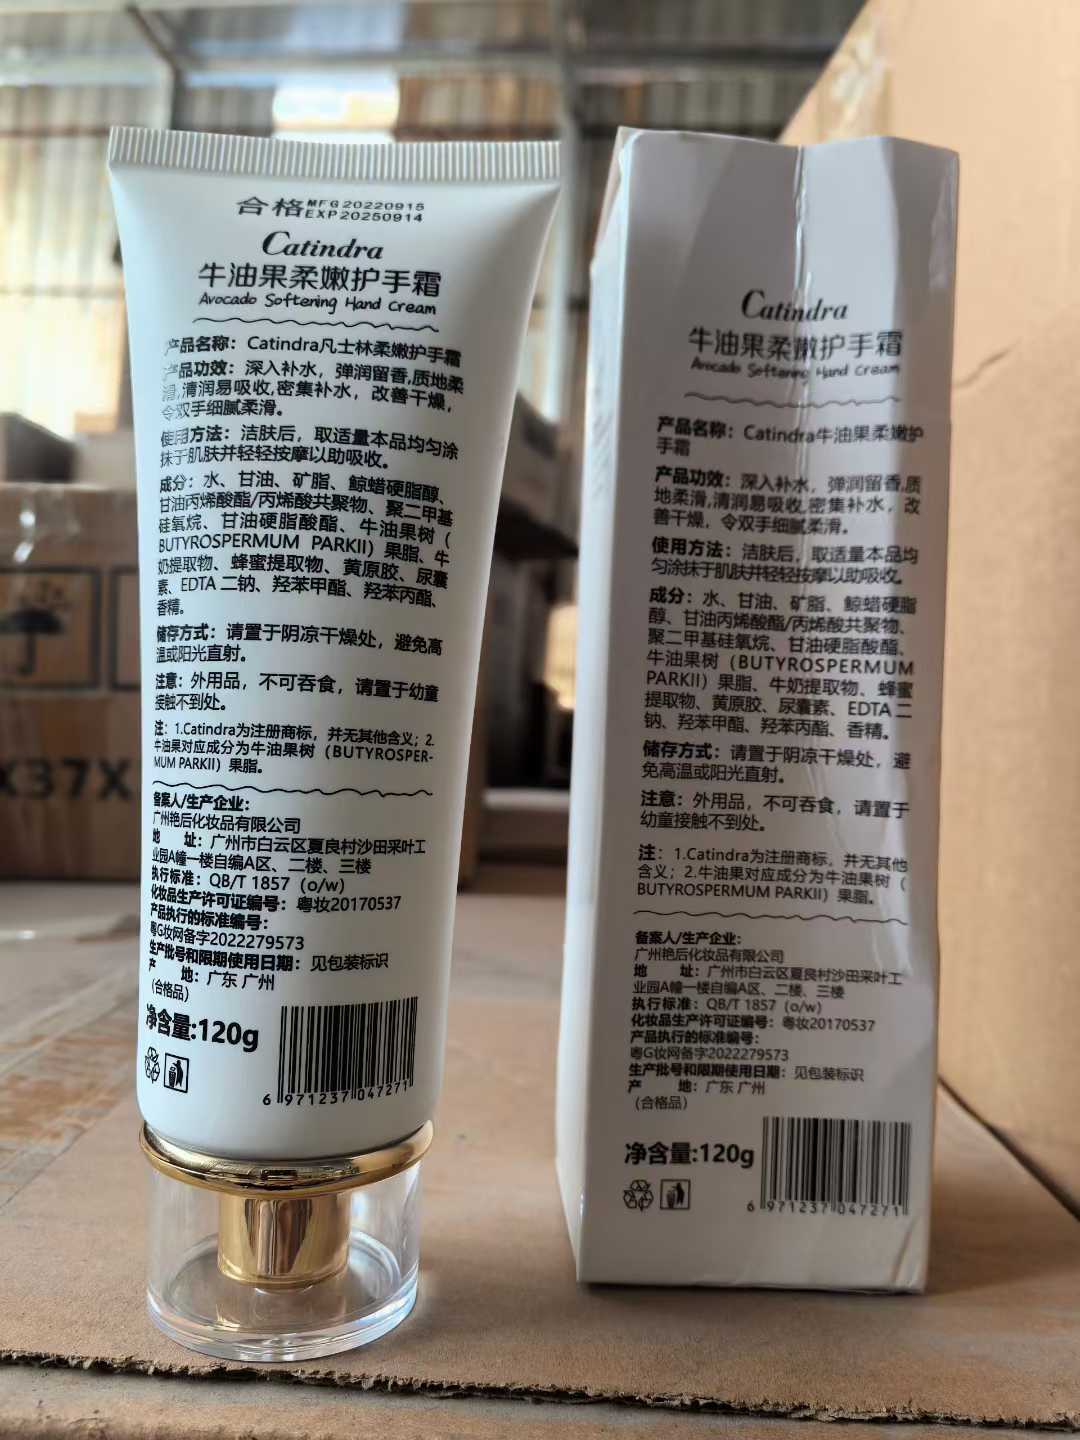 合格 MFG 20220915
EXP 20250914
Catindra
牛油果柔嫩护手霜
Avocado Softening Hand Cream
产品名称：Catindra凡士林柔嫩护手霜
产品功效：深入补水，弹润留香,质地柔
滑,清润易吸收,密集补水，改善干燥，
令双手细腻柔滑。
使用方法：洁肤后，取适量本品均匀涂
抹于肌肤并轻轻按摩以助吸收。
成分：水、甘油、矿脂、鲸蜡硬脂醇、
甘油丙烯酸酯/丙烯酸共聚物、聚二甲基
硅氧烷、甘油硬脂酸酯、牛油果树（
BUTYROSPERMUM PARKII）果脂、牛
奶提取物、蜂蜜提取物、黄原胶、尿囊
素、EDTA 二钠、羟苯甲酯、羟苯丙酯、
香精。
储存方式：请置于阴凉干燥处，避免高
温或阳光直射。
注意：外用品，不可吞食，请置于幼童
接触不到处。
注：1.Catindra为注册商标，并无其他含义；2.
牛油果对应成分为牛油果树（BUTYROSPER-
MUM PARKII）果脂。
备案人/生产企业：
广州艳后化妆品有限公司
地 址：广州市白云区夏良村沙田采叶工
业园A幢一楼自编A区、二楼、三楼
执行标准：QB/T 1857（o/w）
化妆品生产许可证编号：粤妆20170537
产品执行的标准编号：
粤G妆网备字2022279573
生产批号和限期使用日期：见包装标识
产 地：广东 广州
（合格品）
净含量:120g
6 971237 047271
Catindra
牛油果柔嫩护手霜
Avocado Softening Hand Cream
产品名称：Catindra牛油果柔嫩护
手霜
产品功效：深入补水，弹润留香,质
地柔滑,清润易吸收,密集补水，改
善干燥，令双手细腻柔滑。
使用方法：洁肤后，取适量本品均
匀涂抹于肌肤并轻轻按摩以助吸收。
成分：水、甘油、矿脂、鲸蜡硬脂
醇、甘油丙烯酸酯/丙烯酸共聚物、
聚二甲基硅氧烷、甘油硬脂酸酯、
牛油果树（BUTYROSPERMUM
PARKII）果脂、牛奶提取物、蜂蜜
提取物、黄原胶、尿囊素、EDTA 二
钠、羟苯甲酯、羟苯丙酯、香精。
储存方式：请置于阴凉干燥处，避
免高温或阳光直射。
注意：外用品，不可吞食，请置于
幼童接触不到处。
注：1.Catindra为注册商标，并无其他
含义；2.牛油果对应成分为牛油果树（
BUTYROSPERMUM PARKII）果脂。
备案人/生产企业：
广州艳后化妆品有限公司
地 址：广州市白云区夏良村沙田采叶工
业园A幢一楼自编A区、二楼、三楼
执行标准：QB/T 1857（o/w）
化妆品生产许可证编号：粤妆20170537
产品执行的标准编号：
粤G妆网备字2022279573
生产批号和限期使用日期：见包装标识
产 地：广东 广州
（合格品）
净含量:120g
6 971237 047271
X37X